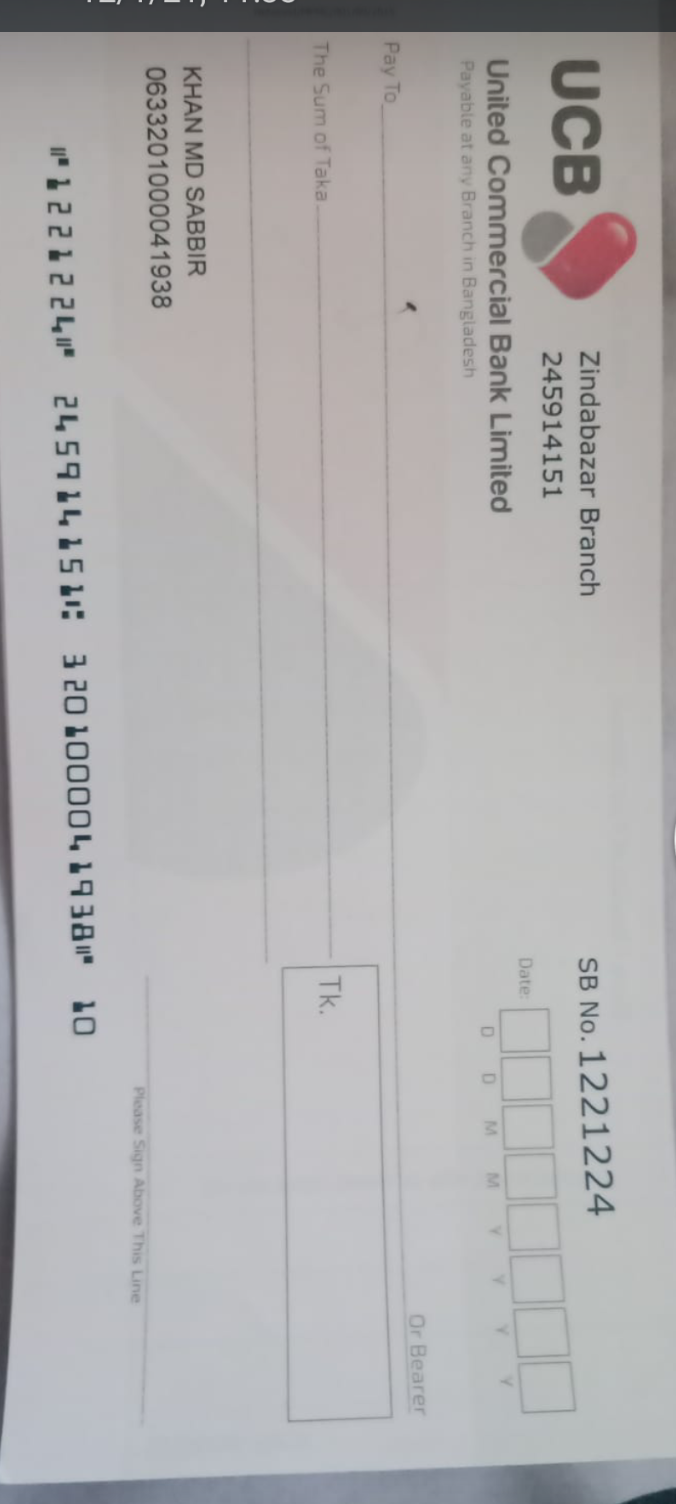 UCB
Zindabazar Branch
245914151
SB No. 1221224
United Commercial Bank Limited
Payable at any Branch in Bangladesh
Date:
D D M M Y Y Y Y
Pay To
Or Bearer
The Sum of Taka
Tk.
KHAN MD SABBIR
0633201000041938
Please Sign Above This Line
⑈1221224⑈ 245914151⑆ 3201000041938⑈ 10